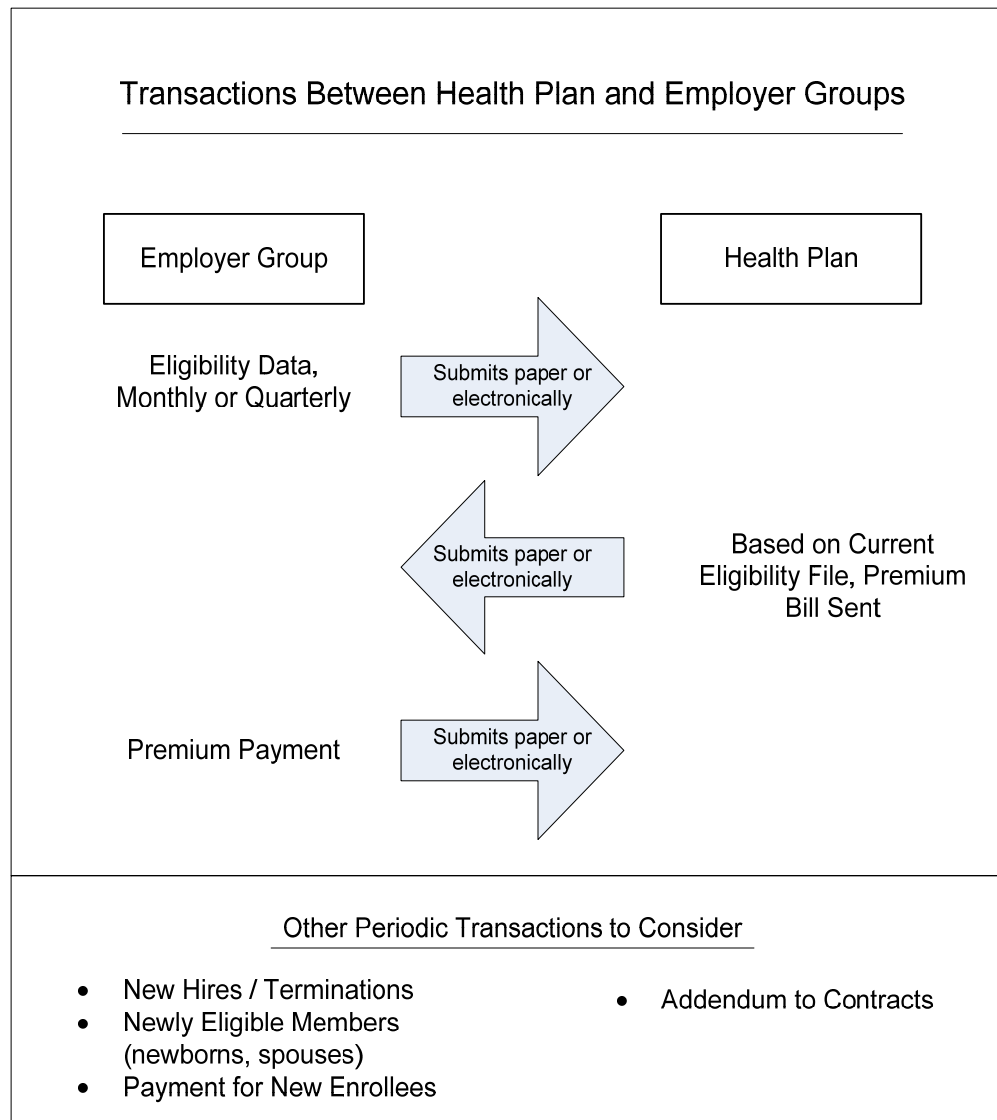 Transactions Between Health Plan and Employer Groups
Employer Group
Health Plan
Eligibility Data,
Monthly or Quarterly
Submits paper or
electronically
Submits paper or
electronically
Based on Current
Eligibility File, Premium
Bill Sent
Premium Payment
Submits paper or
electronically
Other Periodic Transactions to Consider
• New Hires / Terminations
• Newly Eligible Members
(newborns, spouses)
• Payment for New Enrollees
• Addendum to Contracts